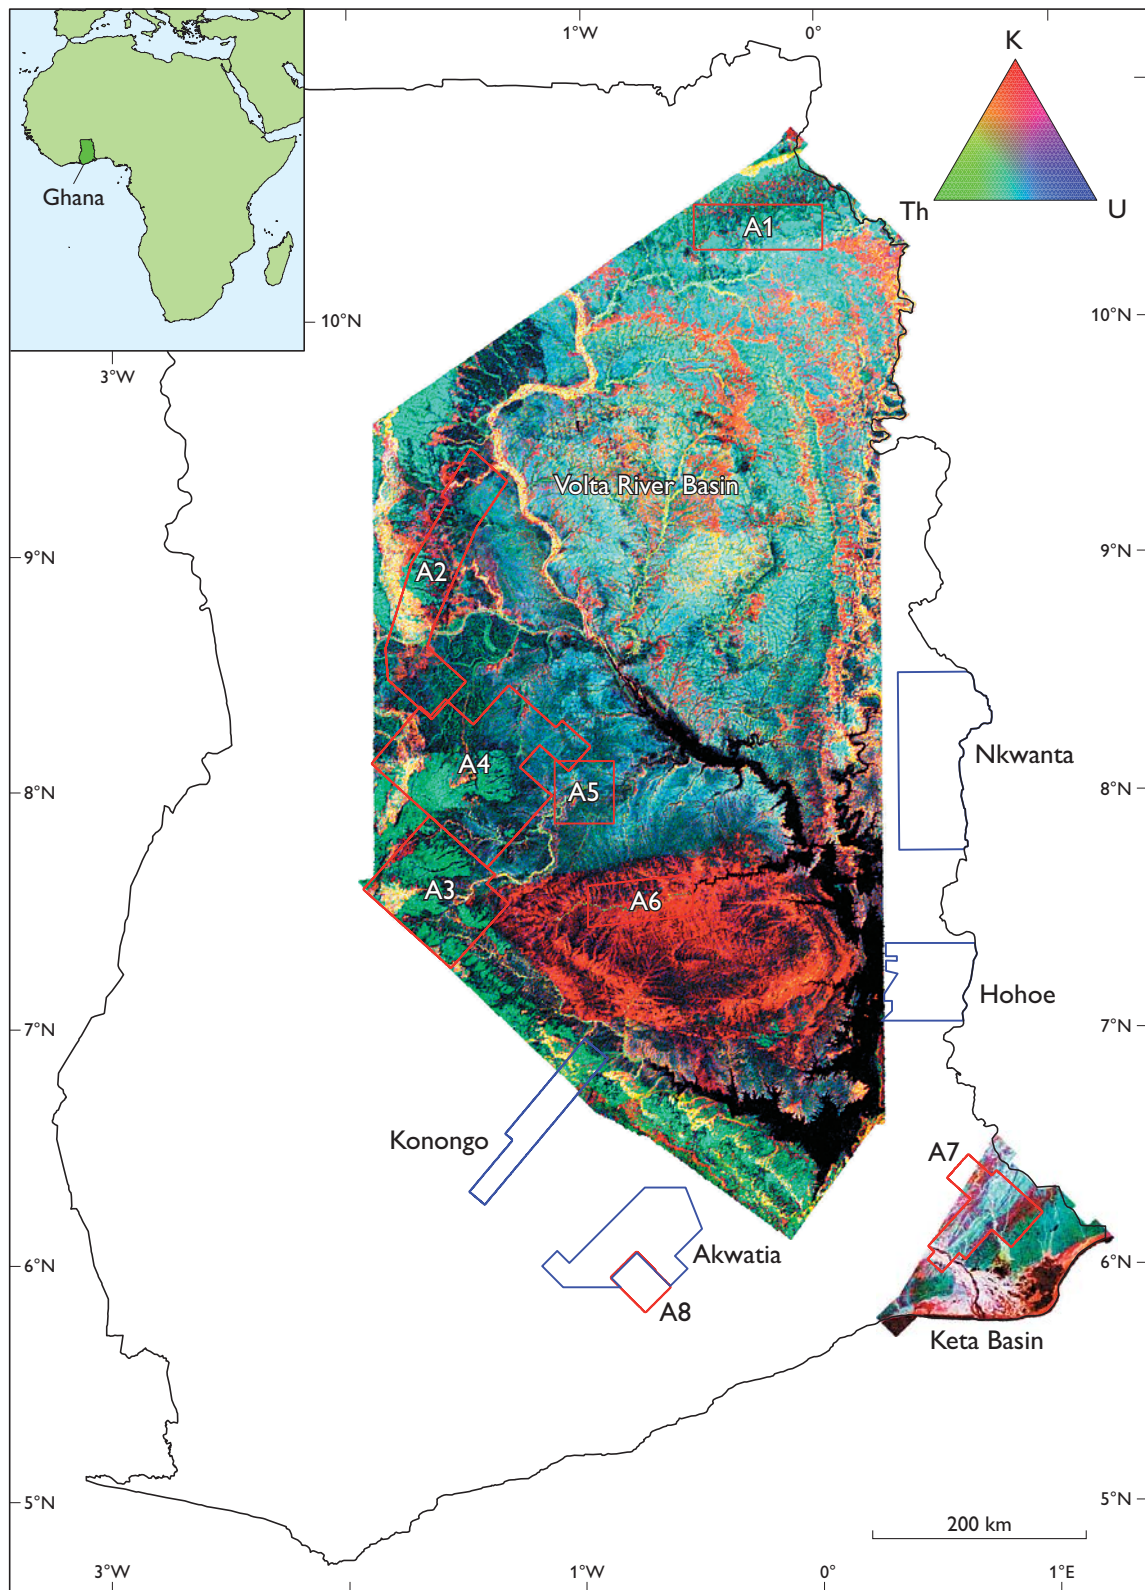 1°W
0°
K
Th
U
Ghana
A1
10°N
10°N
3°W
Volta River Basin
9°N
9°N
A2
Nkwanta
8°N
8°N
A4
A5
A3
A6
Hohoe
7°N
7°N
Konongo
A7
Akwatia
6°N
6°N
A8
Keta Basin
5°N
5°N
200 km
3°W
1°W
0°
1°E